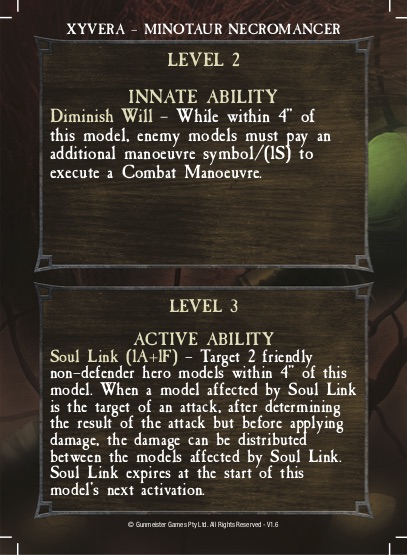 XYVERA – MINOTAUR NECROMANCER
LEVEL 2
INNATE ABILITY
Diminish Will – While within 4" of
this model, enemy models must pay an
additional manoeuvre symbol/(1S) to
execute a Combat Manoeuvre.
LEVEL 3
ACTIVE ABILITY
Soul Link (1A+1F) – Target 2 friendly
non-defender hero models within 4" of this
model. When a model affected by Soul Link
is the target of an attack, after determining
the result of the attack but before applying
damage, the damage can be distributed
between the models affected by Soul Link.
Soul Link expires at the start of this
model's next activation.
© Gunmeister Games Pty Ltd. All Rights Reserved - V1.6